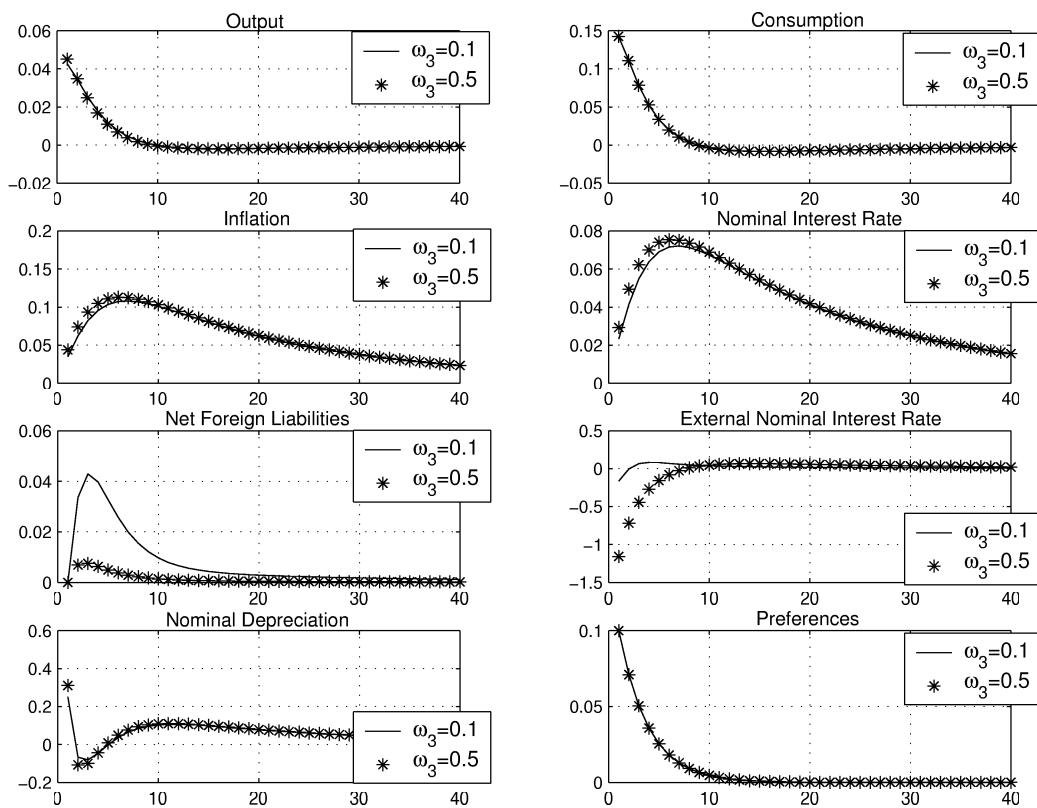 Output
0.06
0.04
0.02
0
−0.02
0 10 20 30 40
ω3=0.1
ω3=0.5
Consumption
0.15
0.1
0.05
0
−0.05
0 10 20 30 40
ω3=0.1
ω3=0.5
Inflation
0.2
0.15
0.1
0.05
0
0 10 20 30 40
ω3=0.1
ω3=0.5
Nominal Interest Rate
0.08
0.06
0.04
0.02
0
0 10 20 30 40
ω3=0.1
ω3=0.5
Net Foreign Liabilities
0.06
0.04
0.02
0
0 10 20 30 40
ω3=0.1
ω3=0.5
External Nominal Interest Rate
0.5
0
−0.5
−1
−1.5
0 10 20 30 40
ω3=0.1
ω3=0.5
Nominal Depreciation
0.6
0.4
0.2
0
−0.2
0 10 20 30 40
ω3=0.1
ω3=0.5
Preferences
0.1
0.05
0
0 10 20 30 40
ω3=0.1
ω3=0.5